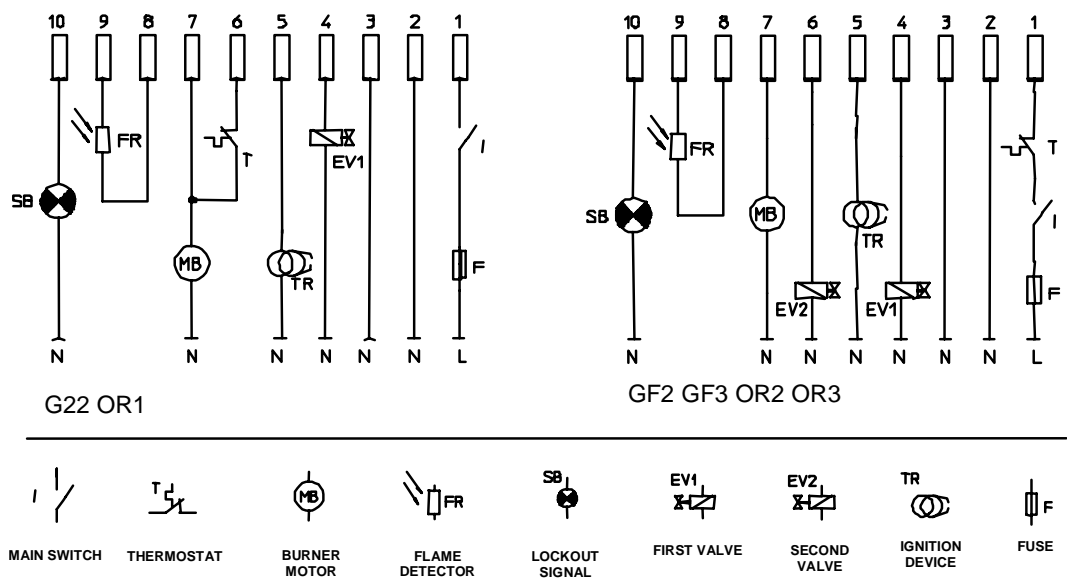 10 9 8 7 6 5 4 3 2 1
FR
T
EV1
I
SB
MB
TR
F
N N N N N N L
G22 OR1
10 9 8 7 6 5 4 3 2 1
FR
T
SB
MB
TR
I
EV2
EV1
F
N N N N N N N L
GF2 GF3 OR2 OR3
I
T
MB
FR
SB
EV1
EV2
TR
F
MAIN SWITCH
THERMOSTAT
BURNER
MOTOR
FLAME
DETECTOR
LOCKOUT
SIGNAL
FIRST VALVE
SECOND
VALVE
IGNITION
DEVICE
FUSE